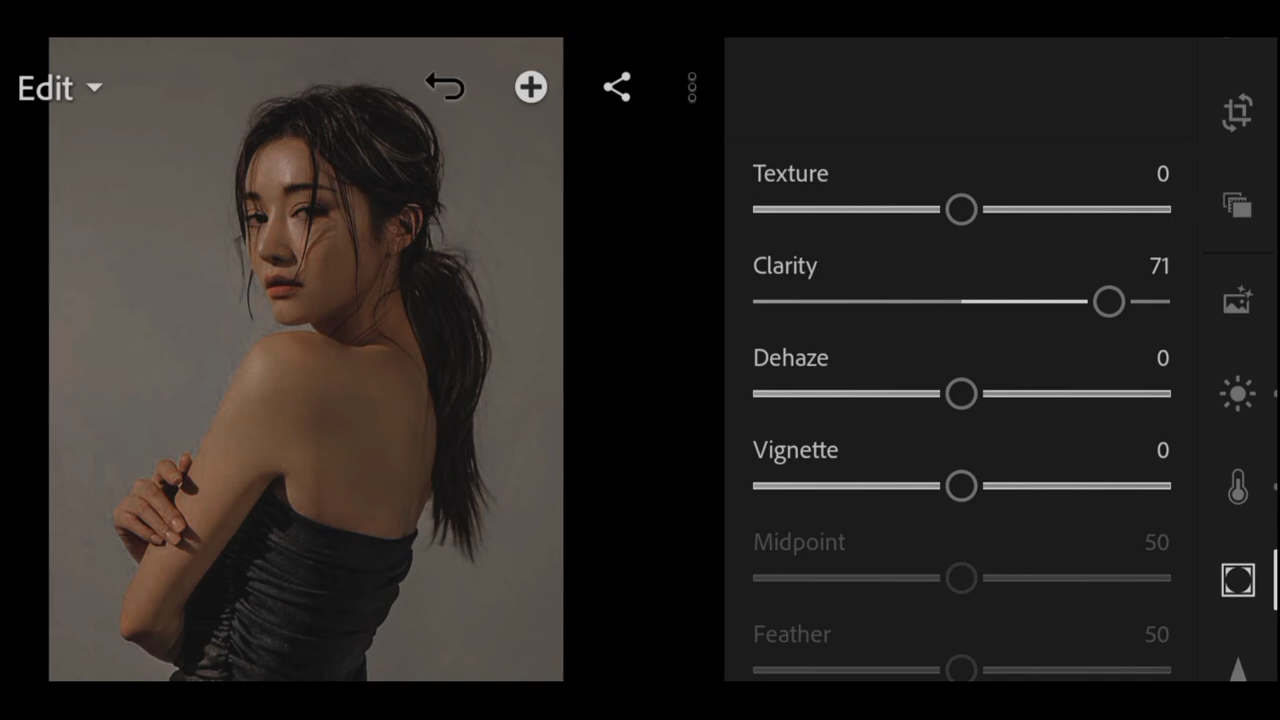 Edit
Texture 0
Clarity 71
Dehaze 0
Vignette 0
Midpoint 50
Feather 50